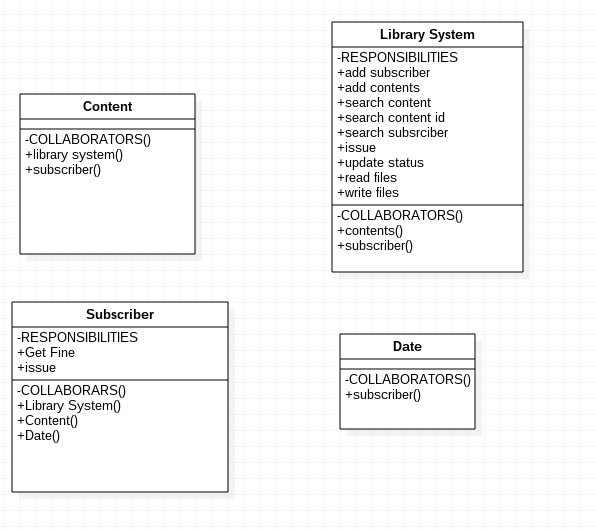 Content
-COLLABORATORS()
+library system()
+subscriber()
Library System
-RESPONSIBILITIES
+add subscriber
+add contents
+search content
+search content id
+search subsrciber
+issue
+update status
+read files
+write files
-COLLABORATORS()
+contents()
+subscriber()
Subscriber
-RESPONSIBILITIES
+Get Fine
+issue
-COLLABORARS()
+Library System()
+Content()
+Date()
Date
-COLLABORATORS()
+subscriber()